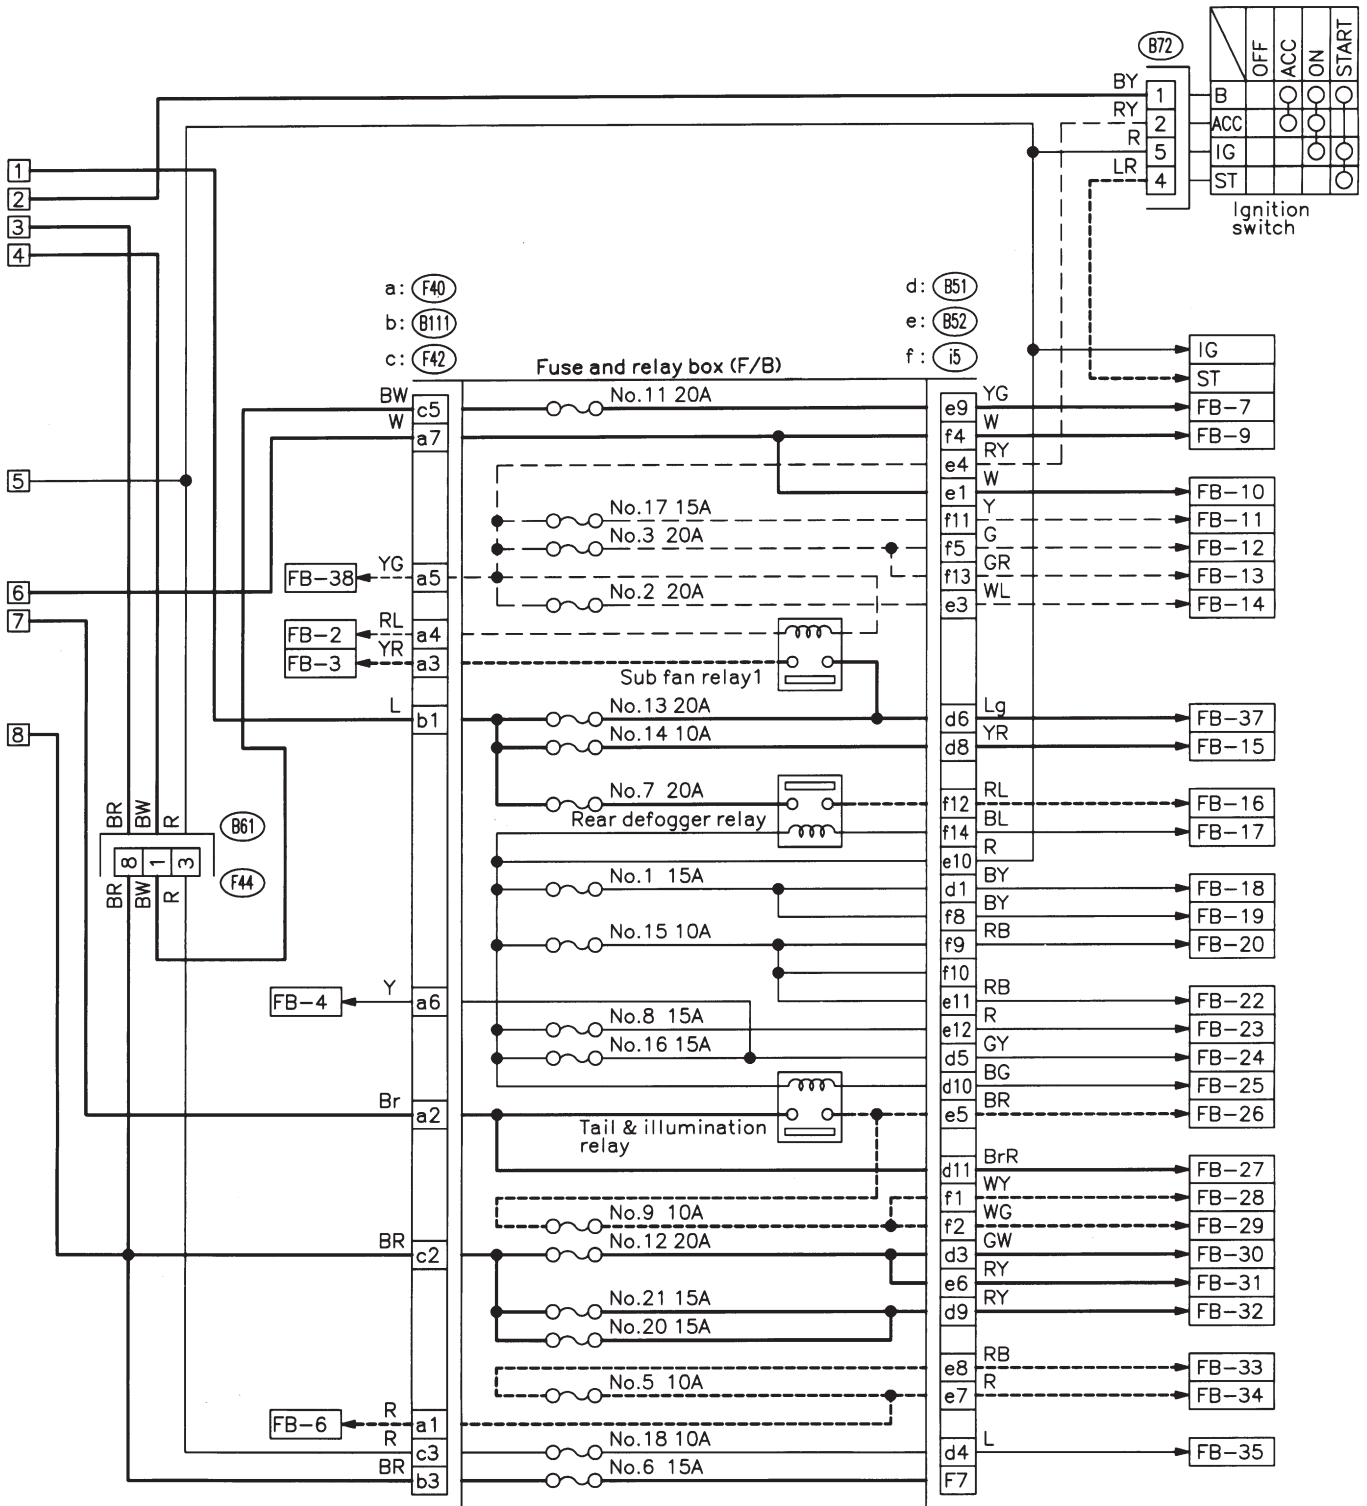 B72
OFF
ACC
ON
START
BY 1 B
RY 2 ACC
R 5 IG
LR 4 ST
Ignition
switch
1
2
3
4
5
6
7
8
a: F40
b: B111
c: F42
d: B51
e: B52
f: i5
Fuse and relay box (F/B)
IG
ST
BW c5 No.11 20A e9 YG FB-7
W a7 f4 W FB-9
e4 RY
e1 W FB-10
No.17 15A f11 Y FB-11
No.3 20A f5 G FB-12
FB-38 YG a5 f13 GR FB-13
No.2 20A e3 WL FB-14
FB-2 RL a4
FB-3 YR a3
Sub fan relay1
L b1 No.13 20A d6 Lg FB-37
No.14 10A d8 YR FB-15
No.7 20A f12 RL FB-16
Rear defogger relay f14 BL FB-17
e10 R
No.1 15A d1 BY FB-18
f8 BY FB-19
No.15 10A f9 RB FB-20
f10
e11 RB FB-22
FB-4 Y a6
No.8 15A e12 R FB-23
No.16 15A d5 GY FB-24
d10 BG FB-25
Br a2 e5 BR FB-26
Tail & illumination
relay
d11 BrR FB-27
f1 WY FB-28
No.9 10A f2 WG FB-29
BR c2 No.12 20A d3 GW FB-30
e6 RY FB-31
No.21 15A d9 RY FB-32
No.20 15A
e8 RB FB-33
No.5 10A e7 R FB-34
FB-6 R a1
R c3 No.18 10A d4 L FB-35
BR b3 No.6 15A F7
BR BW R
B61
8 1 3
F44
BR BW R